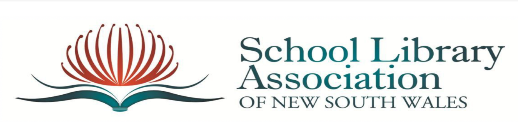 School Library
Association
OF NEW SOUTH WALES